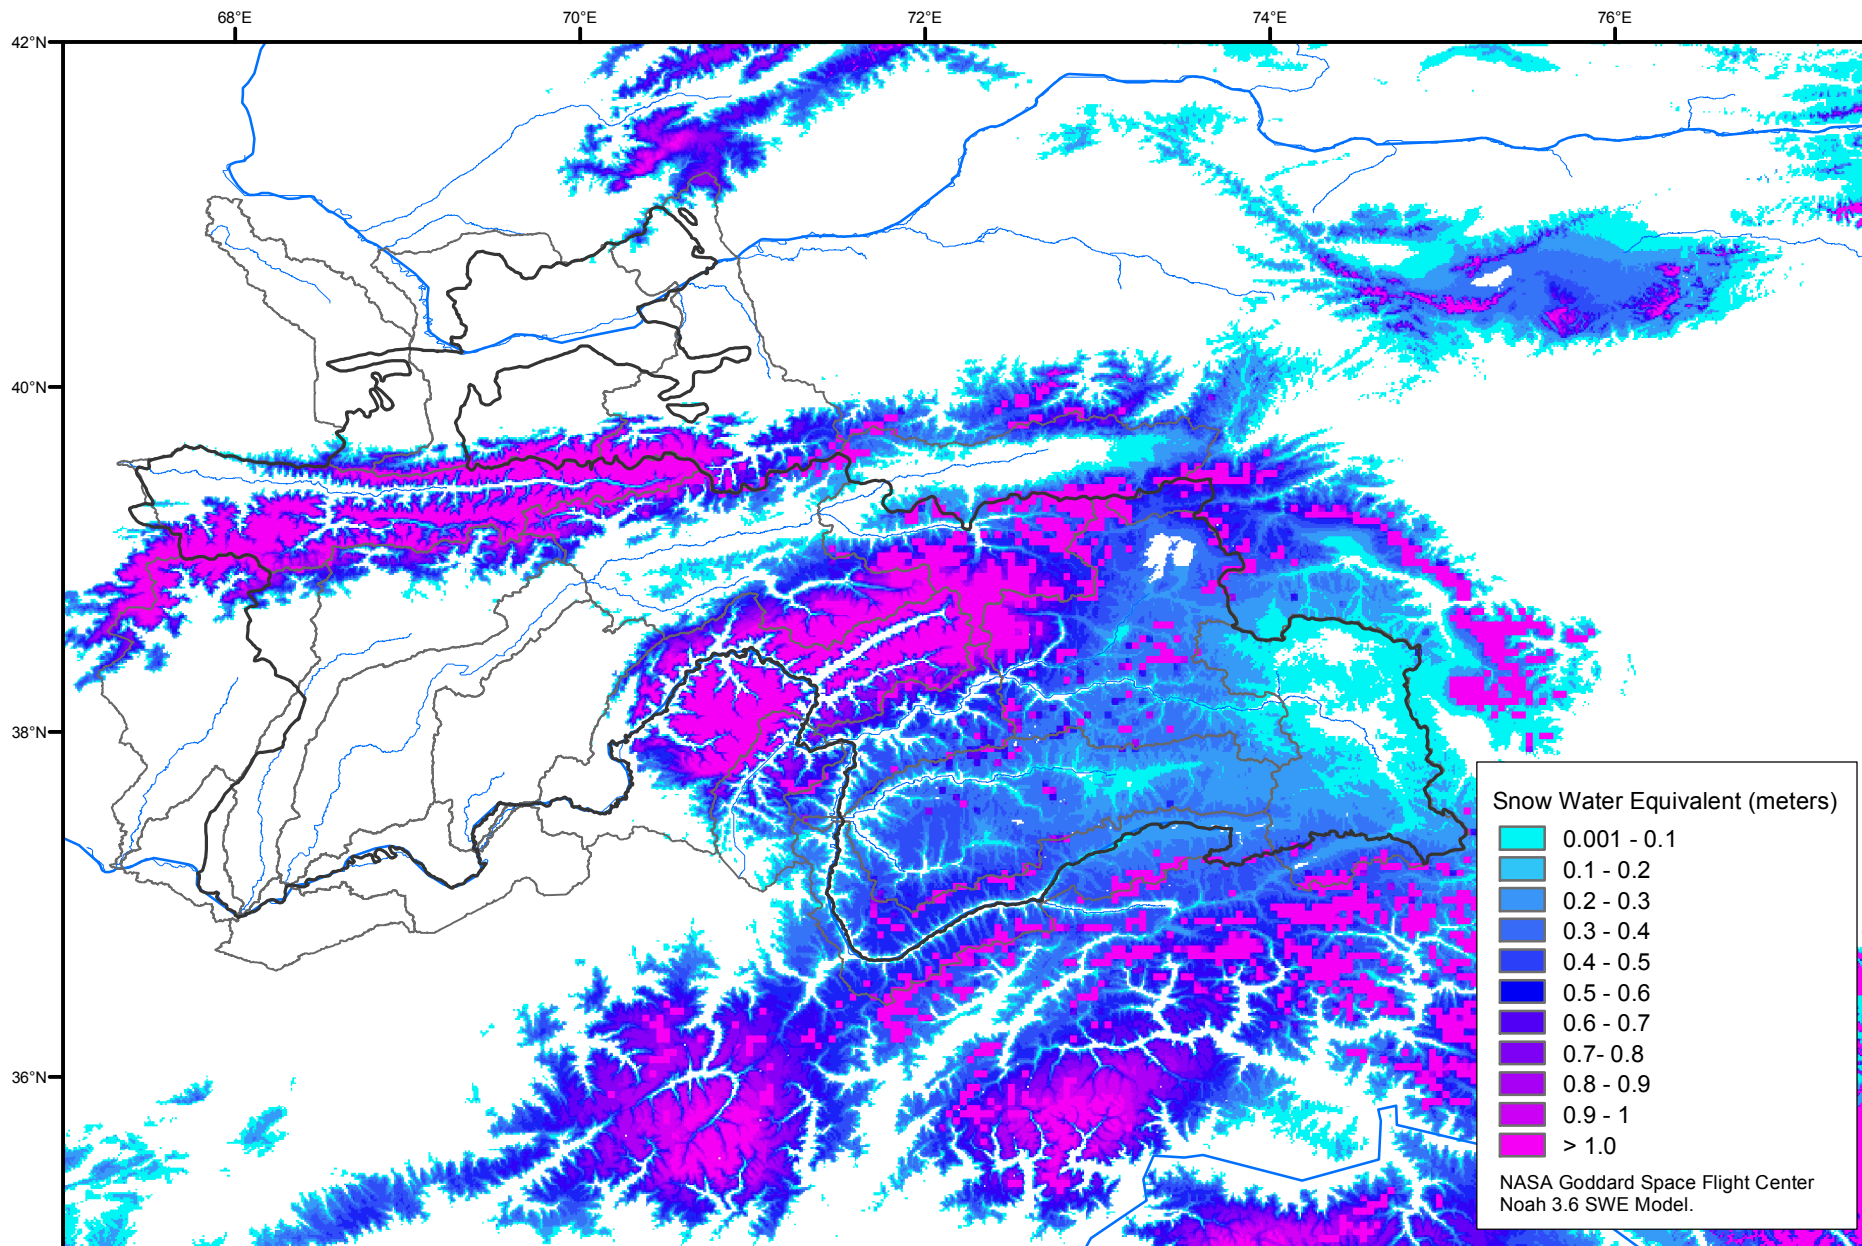 68°E
70°E
72°E
74°E
76°E
42°N
40°N
38°N
36°N
Snow Water Equivalent (meters)
0.001 - 0.1
0.1 - 0.2
0.2 - 0.3
0.3 - 0.4
0.4 - 0.5
0.5 - 0.6
0.6 - 0.7
0.7- 0.8
0.8 - 0.9
0.9 - 1
> 1.0
NASA Goddard Space Flight Center
Noah 3.6 SWE Model.